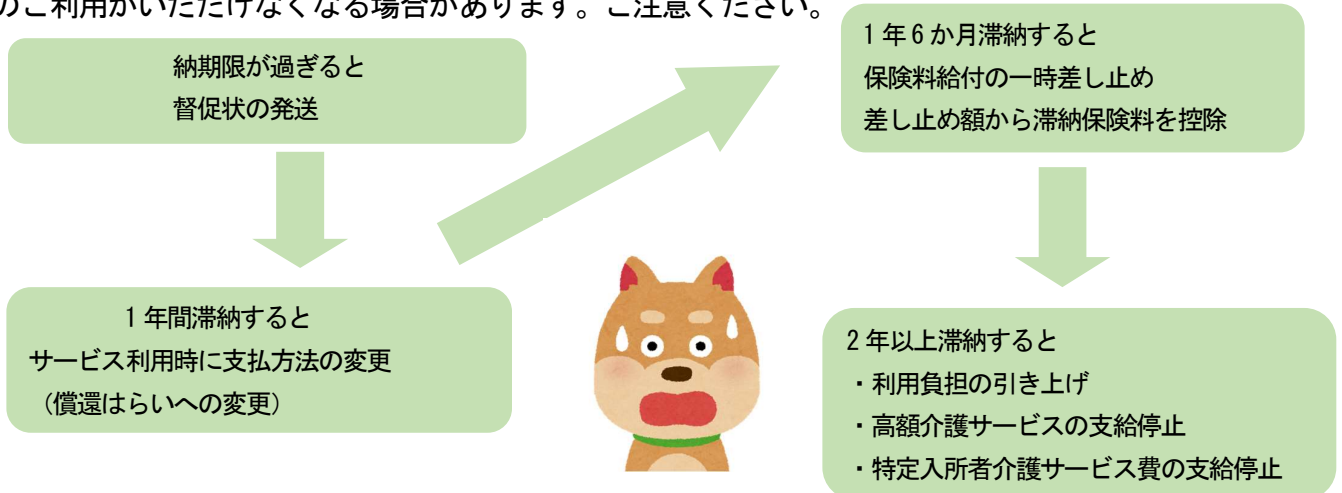 のご利用がいただけなくなる場合があります。ご注意ください。
納期限が過ぎると
督促状の発送
1年間滞納すると
サービス利用時に支払方法の変更
（償還はらいへの変更）
1年6か月滞納すると
保険料給付の一時差し止め
差し止め額から滞納保険料を控除
2年以上滞納すると
・利用負担の引き上げ
・高額介護サービスの支給停止
・特定入所者介護サービス費の支給停止